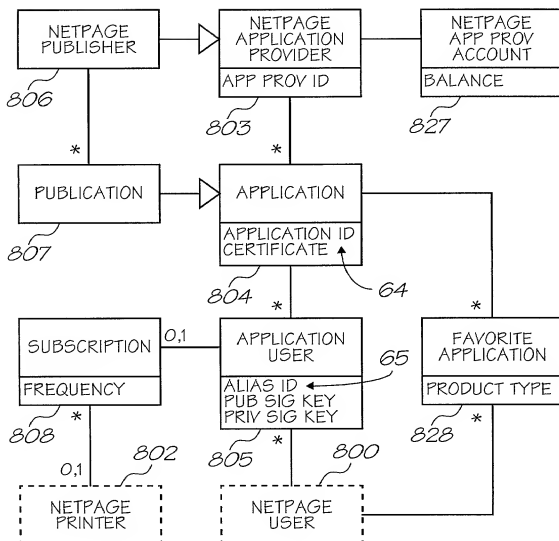 NETPAGE
PUBLISHER
806
NETPAGE
APPLICATION
PROVIDER
APP PROV ID
803
NETPAGE
APP PROV
ACCOUNT
BALANCE
827
*
*
PUBLICATION
807
APPLICATION
APPLICATION ID
CERTIFICATE
64
804
*
*
SUBSCRIPTION
FREQUENCY
808
0,1
APPLICATION
USER
ALIAS ID
PUB SIG KEY
PRIV SIG KEY
65
805
FAVORITE
APPLICATION
PRODUCT TYPE
828
*
*
*
0,1
802
NETPAGE
PRINTER
800
NETPAGE
USER